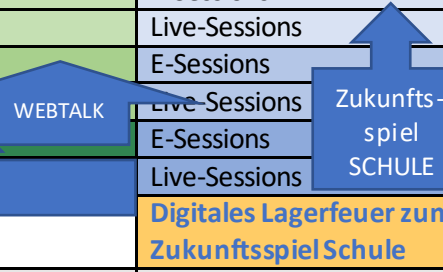 Live-Sessions
E-Sessions
WEBTALK
Live-Sessions
E-Sessions
Live-Sessions
Zukunfts-
spiel
SCHULE
Digitales Lagerfeuer zum
Zukunftsspiel Schule